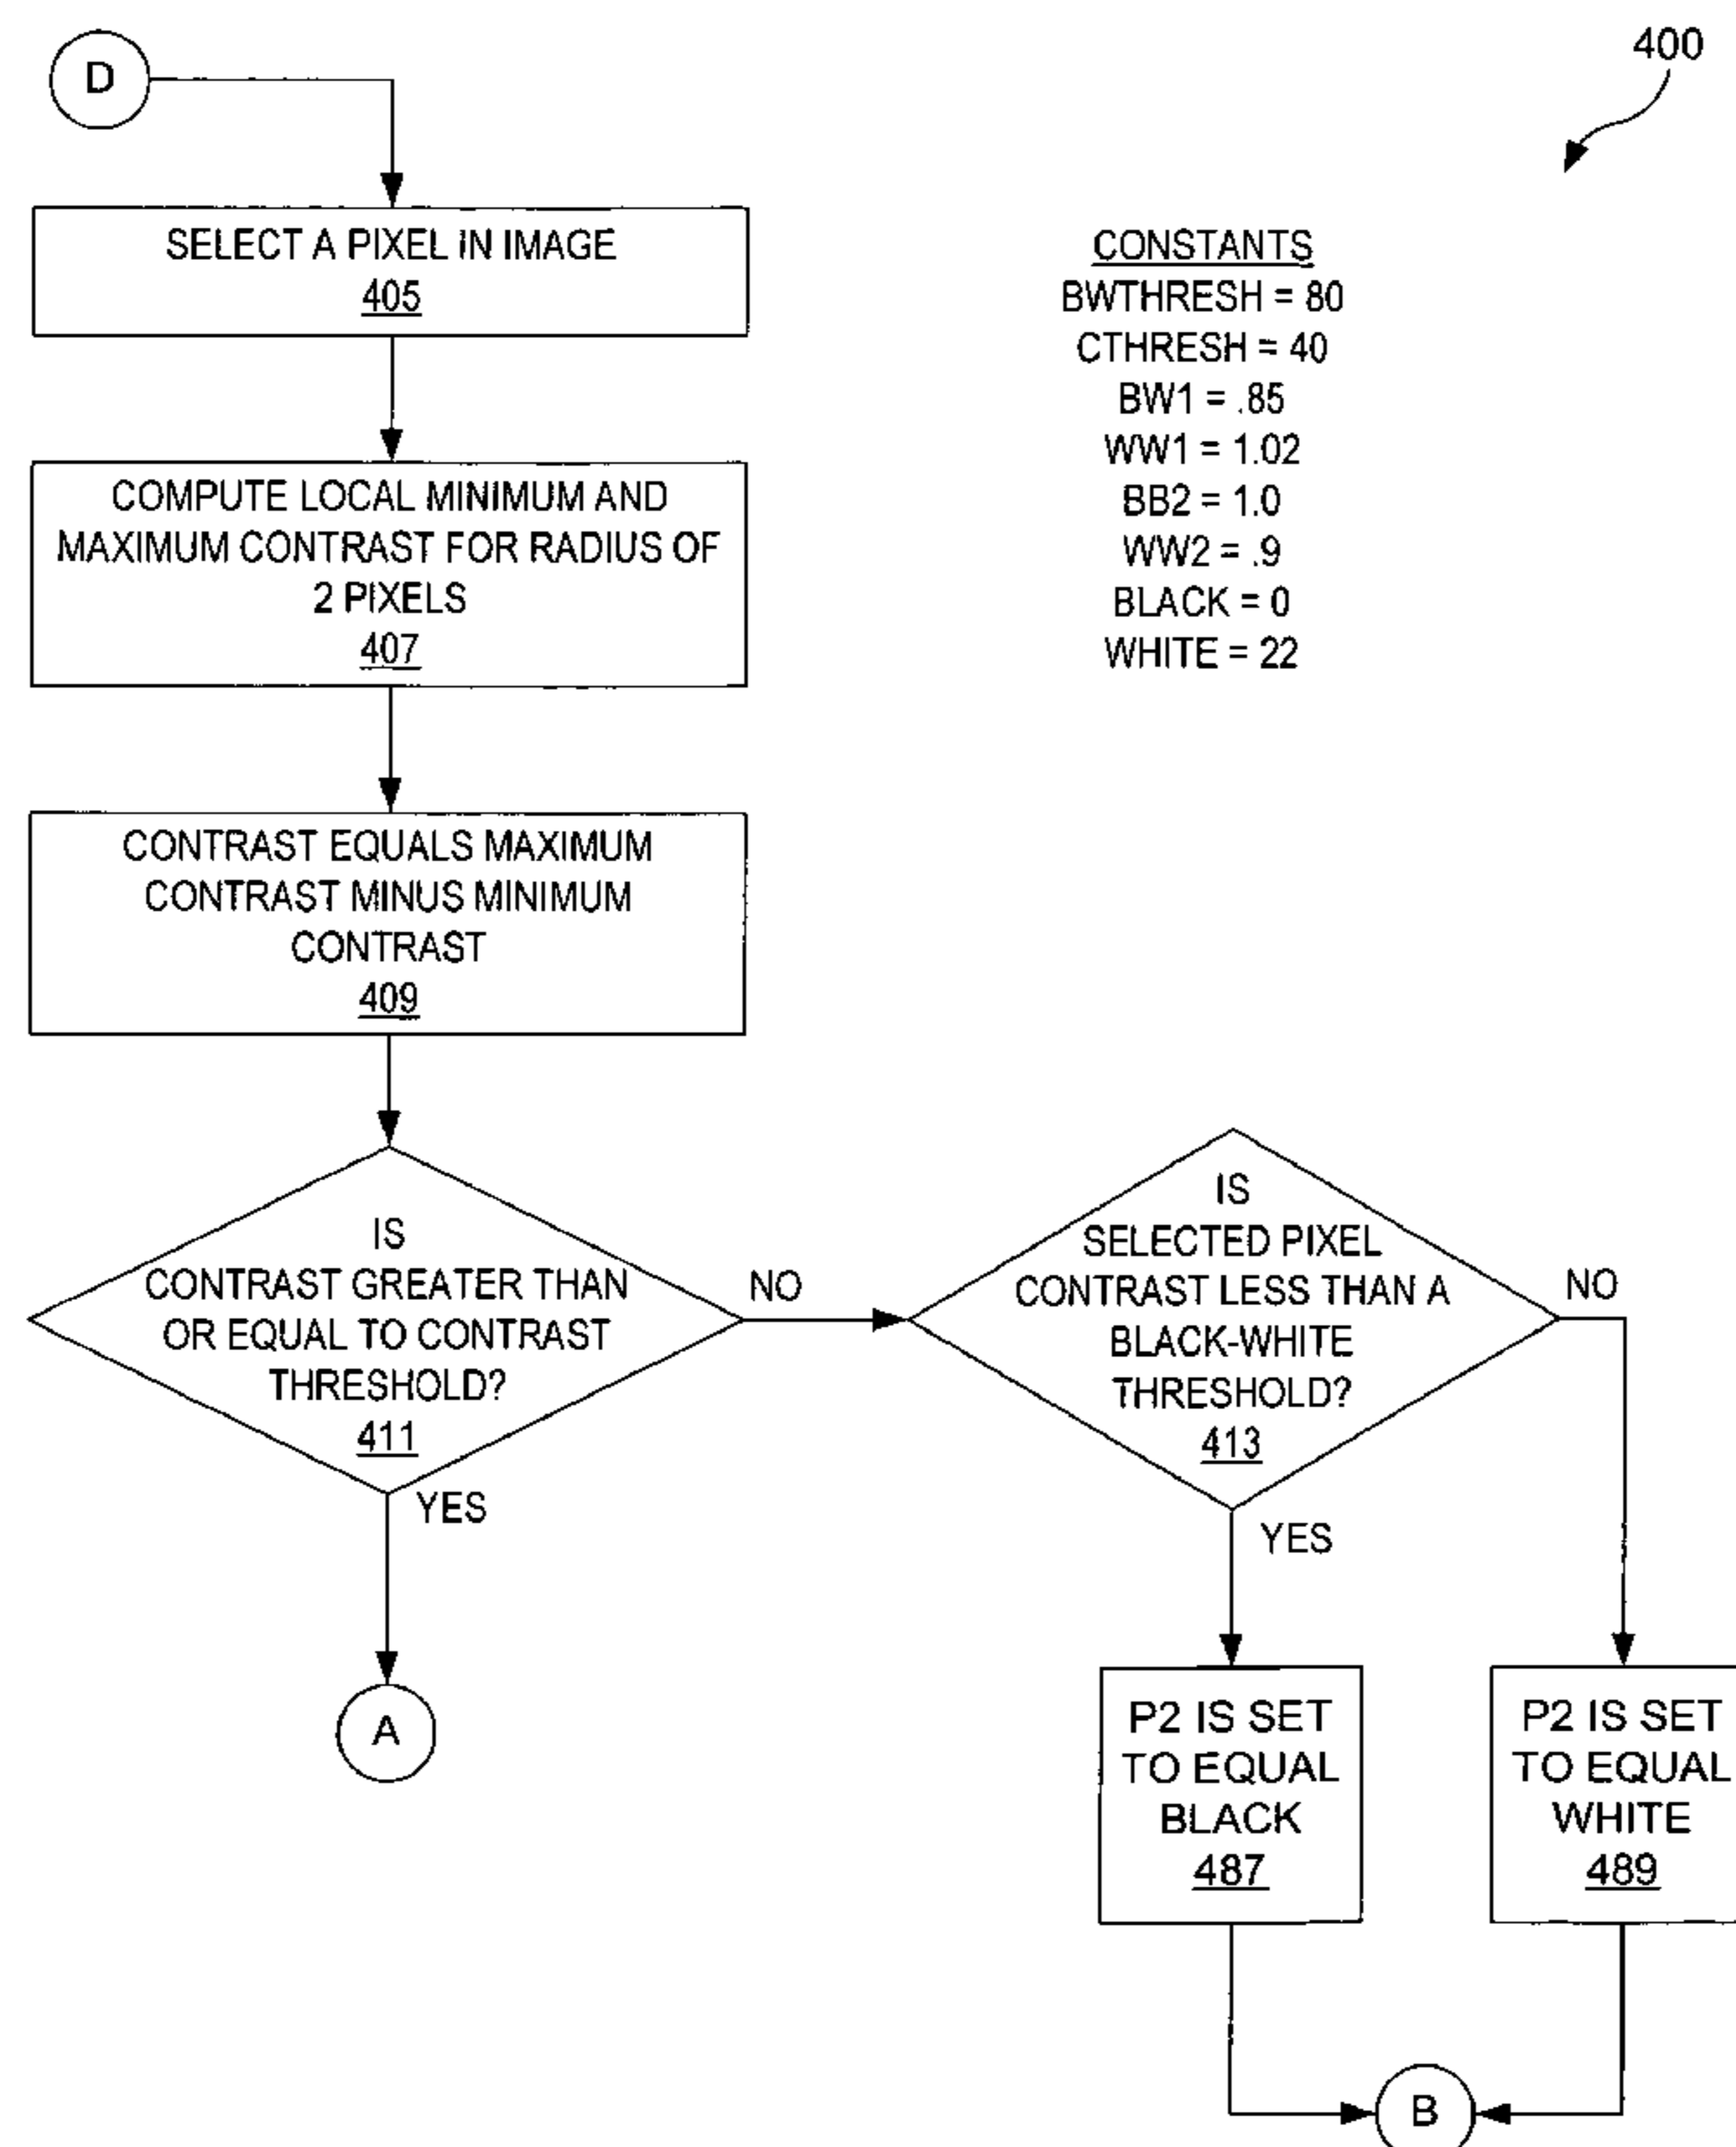 D
400
SELECT A PIXEL IN IMAGE
405
CONSTANTS
BWTHRESH = 80
CTHRESH = 40
BW1 = .85
WW1 = 1.02
BB2 = 1.0
WW2 = .9
BLACK = 0
WHITE = 22
COMPUTE LOCAL MINIMUM AND
MAXIMUM CONTRAST FOR RADIUS OF
2 PIXELS
407
CONTRAST EQUALS MAXIMUM
CONTRAST MINUS MINIMUM
CONTRAST
409
IS
CONTRAST GREATER THAN
OR EQUAL TO CONTRAST
THRESHOLD?
411
NO
YES
A
IS
SELECTED PIXEL
CONTRAST LESS THAN A
BLACK-WHITE
THRESHOLD?
413
NO
YES
P2 IS SET
TO EQUAL
BLACK
487
P2 IS SET
TO EQUAL
WHITE
489
B